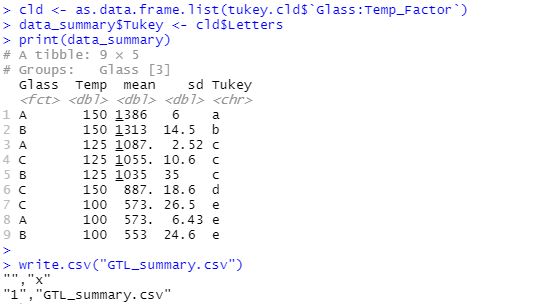 > cld <- as.data.frame.list(tukey.cld$`Glass:Temp_Factor`)
> data_summary$Tukey <- cld$Letters
> print(data_summary)
# A tibble: 9 × 5
# Groups:   Glass [3]
  Glass  Temp  mean    sd Tukey
  <fct> <dbl> <dbl> <dbl> <chr>
1 A       150 1386   6    a
2 B       150 1313  14.5  b
3 A       125 1087.  2.52 c
4 C       125 1055. 10.6  c
5 B       125 1035  35    c
6 C       150  887. 18.6  d
7 C       100  573. 26.5  e
8 A       100  573.  6.43 e
9 B       100  553  24.6  e
>
> write.csv("GTL_summary.csv")
"","x"
"1","GTL_summary.csv"